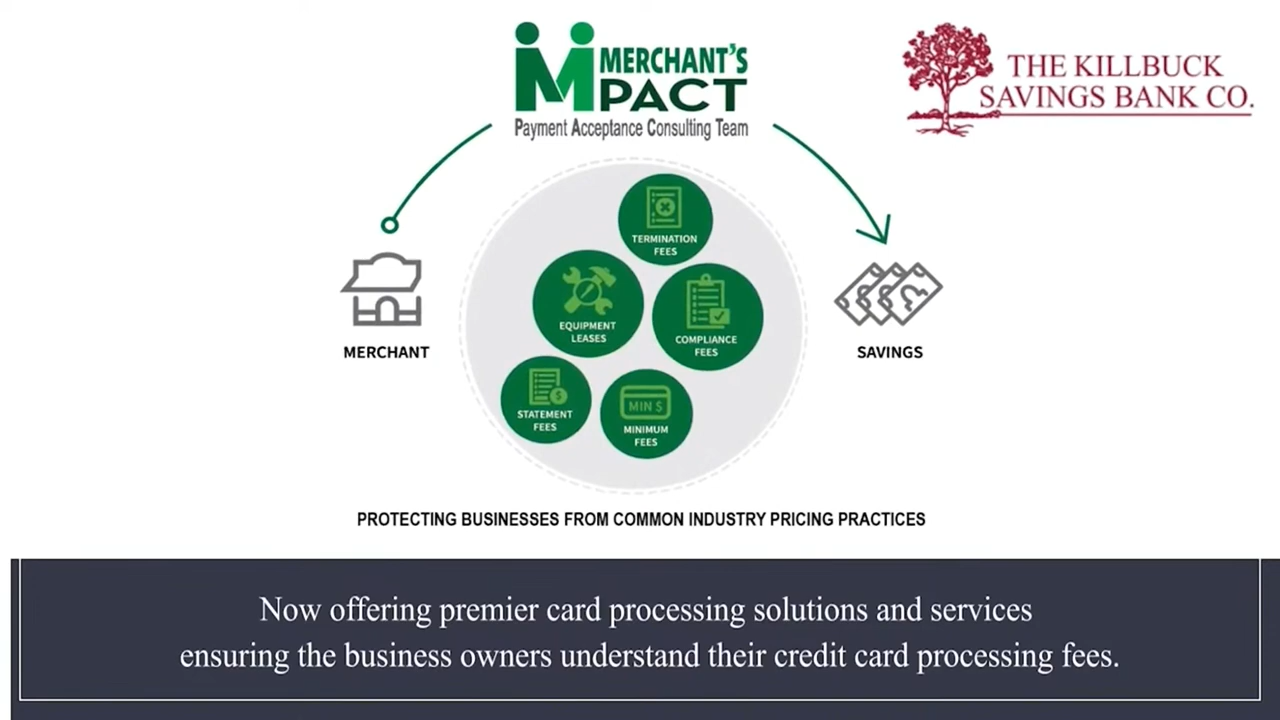 MERCHANT'S
PACT
Payment Acceptance Consulting Team
THE KILLBUCK
SAVINGS BANK CO.
TERMINATION
FEES
EQUIPMENT
LEASES
COMPLIANCE
FEES
STATEMENT
FEES
MIN $
MINIMUM
FEES
MERCHANT
SAVINGS
PROTECTING BUSINESSES FROM COMMON INDUSTRY PRICING PRACTICES
Now offering premier card processing solutions and services
ensuring the business owners understand their credit card processing fees.